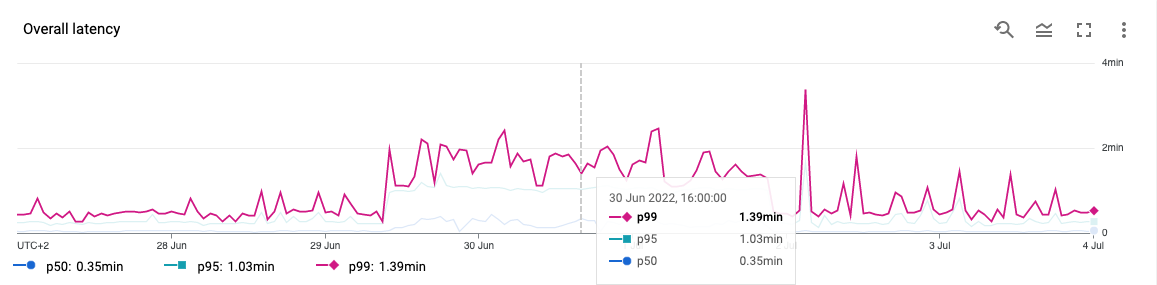 Overall latency
4min
2min
0
30 Jun 2022, 16:00:00
p99 1.39min
p95 1.03min
p50 0.35min
UTC+2 28 Jun 29 Jun 30 Jun 2 Jul 3 Jul 4 Jul
p50: 0.35min p95: 1.03min p99: 1.39min